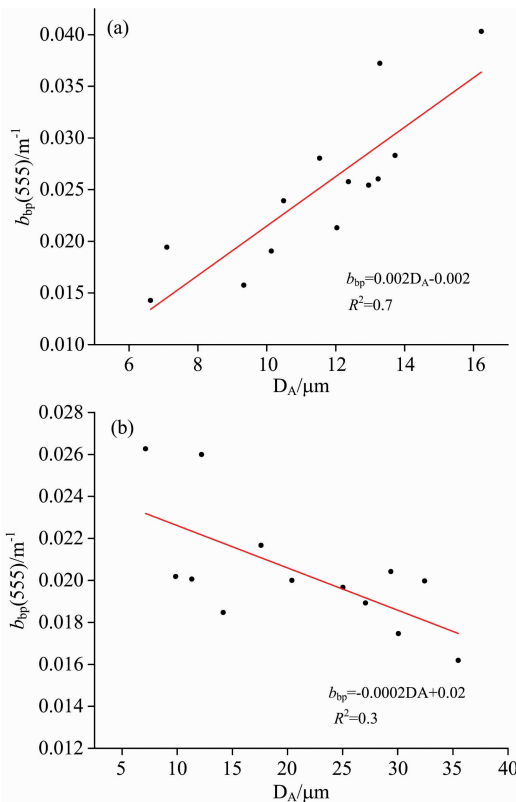 (a)
0.040
0.035
0.030
0.025
0.020
0.015
0.010
b_bp(555)/m⁻¹
b_bp=0.002D_A-0.002
R²=0.7
6 8 10 12 14 16
D_A/μm
(b)
0.028
0.026
0.024
0.022
0.020
0.018
0.016
0.014
0.012
b_bp(555)/m⁻¹
b_bp=-0.0002DA+0.02
R²=0.3
5 10 15 20 25 30 35 40
D_A/μm